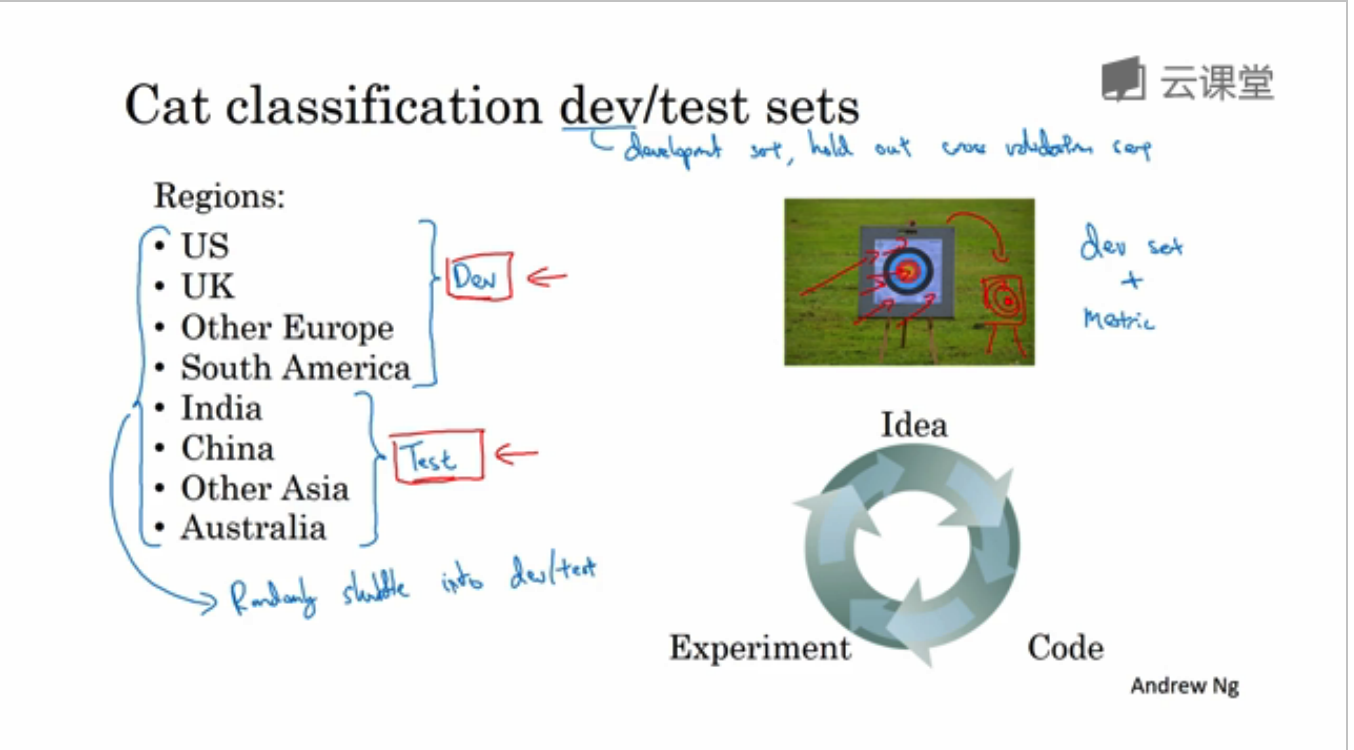 云课堂
Cat classification dev/test sets
development set, hold out cross validation
Regions:
• US
• UK
• Other Europe
• South America
• India
• China
• Other Asia
• Australia
Dev
Test
Randomly shuffle into dev/test
dev set
+
metric
Idea
Code
Experiment
Andrew Ng